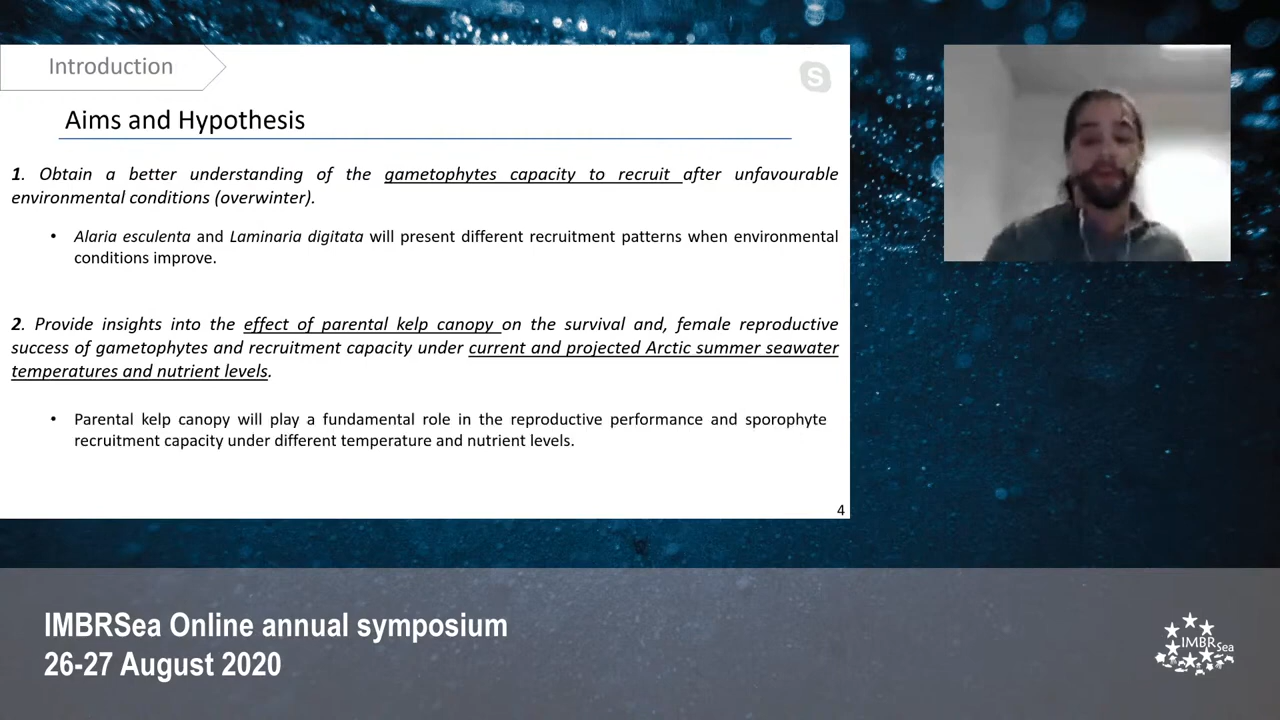 Introduction
S
Aims and Hypothesis
1. Obtain a better understanding of the gametophytes capacity to recruit after unfavourable
environmental conditions (overwinter).
• Alaria esculenta and Laminaria digitata will present different recruitment patterns when environmental
conditions improve.
2. Provide insights into the effect of parental kelp canopy on the survival and, female reproductive
success of gametophytes and recruitment capacity under current and projected Arctic summer seawater
temperatures and nutrient levels.
• Parental kelp canopy will play a fundamental role in the reproductive performance and sporophyte
recruitment capacity under different temperature and nutrient levels.
4
IMBRSea Online annual symposium
26-27 August 2020
IMBRSea